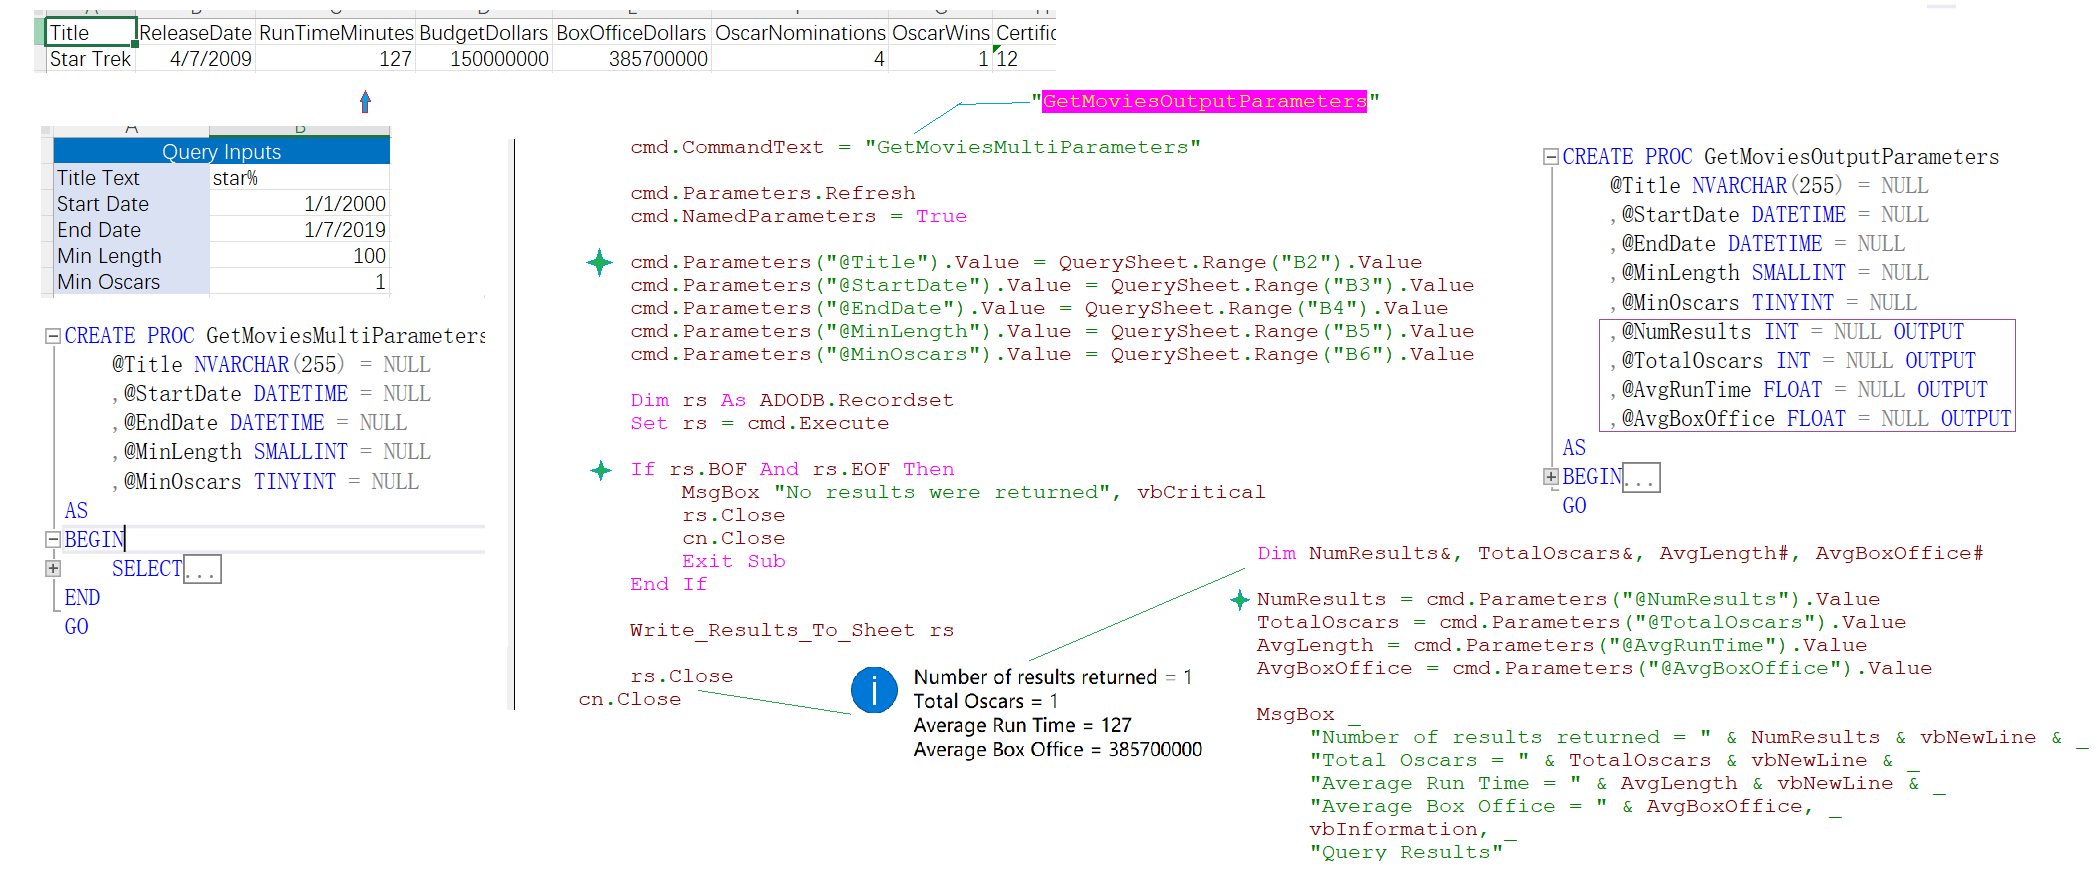 Title ReleaseDate RunTimeMinutes BudgetDollars BoxOfficeDollars OscarNominations OscarWins Certific
Star Trek 4/7/2009 127 150000000 385700000 4 1 12
A B
Query Inputs
Title Text star%
Start Date 1/1/2000
End Date 1/7/2019
Min Length 100
Min Oscars 1
CREATE PROC GetMoviesMultiParameters
@Title NVARCHAR(255) = NULL
,@StartDate DATETIME = NULL
,@EndDate DATETIME = NULL
,@MinLength SMALLINT = NULL
,@MinOscars TINYINT = NULL
AS
BEGIN
SELECT...
END
GO
"GetMoviesOutputParameters"
cmd.CommandText = "GetMoviesMultiParameters"
cmd.Parameters.Refresh
cmd.NamedParameters = True
cmd.Parameters("@Title").Value = QuerySheet.Range("B2").Value
cmd.Parameters("@StartDate").Value = QuerySheet.Range("B3").Value
cmd.Parameters("@EndDate").Value = QuerySheet.Range("B4").Value
cmd.Parameters("@MinLength").Value = QuerySheet.Range("B5").Value
cmd.Parameters("@MinOscars").Value = QuerySheet.Range("B6").Value
Dim rs As ADODB.Recordset
Set rs = cmd.Execute
If rs.BOF And rs.EOF Then
MsgBox "No results were returned", vbCritical
rs.Close
cn.Close
Exit Sub
End If
Write_Results_To_Sheet rs
rs.Close
cn.Close
i
Number of results returned = 1
Total Oscars = 1
Average Run Time = 127
Average Box Office = 385700000
CREATE PROC GetMoviesOutputParameters
@Title NVARCHAR(255) = NULL
,@StartDate DATETIME = NULL
,@EndDate DATETIME = NULL
,@MinLength SMALLINT = NULL
,@MinOscars TINYINT = NULL
,@NumResults INT = NULL OUTPUT
,@TotalOscars INT = NULL OUTPUT
,@AvgRunTime FLOAT = NULL OUTPUT
,@AvgBoxOffice FLOAT = NULL OUTPUT
AS
BEGIN...
GO
Dim NumResults&, TotalOscars&, AvgLength#, AvgBoxOffice#
NumResults = cmd.Parameters("@NumResults").Value
TotalOscars = cmd.Parameters("@TotalOscars").Value
AvgLength = cmd.Parameters("@AvgRunTime").Value
AvgBoxOffice = cmd.Parameters("@AvgBoxOffice").Value
MsgBox _
"Number of results returned = " & NumResults & vbNewLine & _
"Total Oscars = " & TotalOscars & vbNewLine & _
"Average Run Time = " & AvgLength & vbNewLine & _
"Average Box Office = " & AvgBoxOffice, _
vbInformation, _
"Query Results"